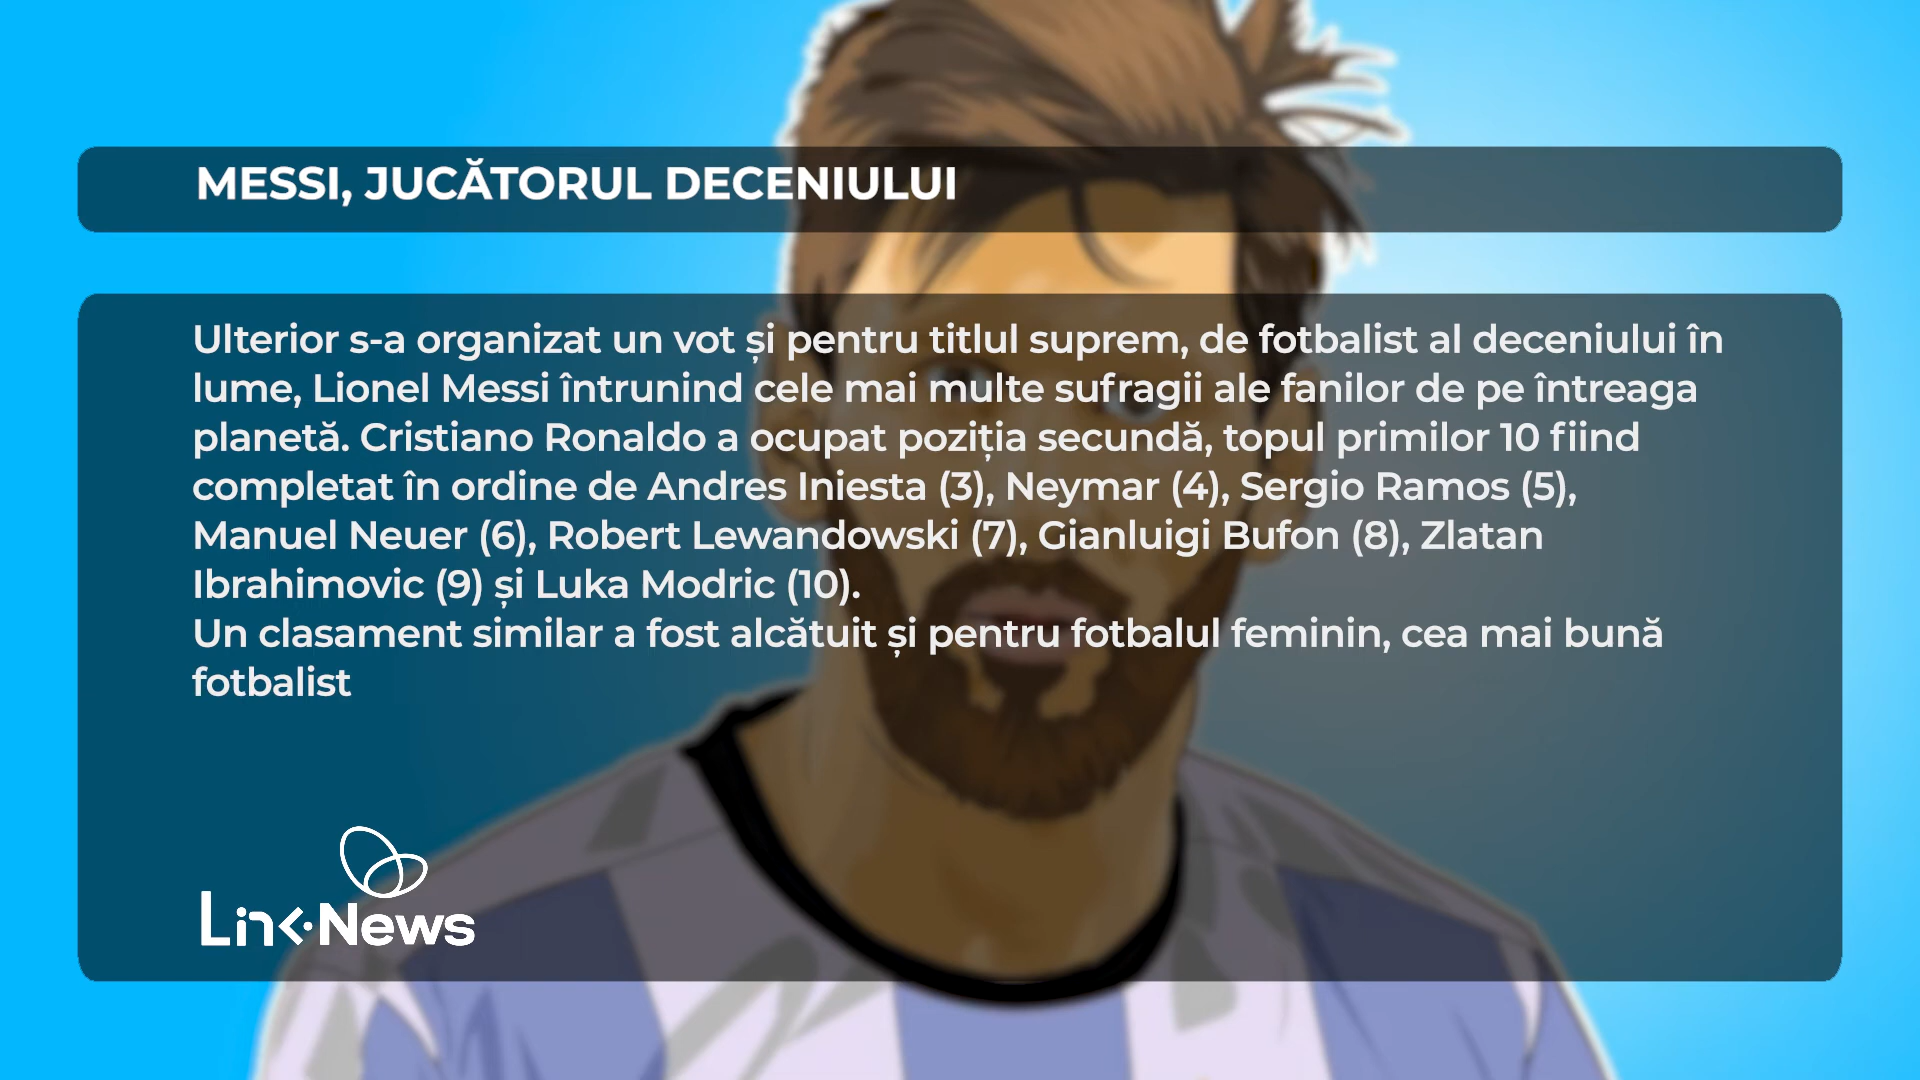 MESSI, JUCĂTORUL DECENIULUI
Ulterior s-a organizat un vot și pentru titlul suprem, de fotbalist al deceniului în
lume, Lionel Messi întrunind cele mai multe sufragii ale fanilor de pe întreaga
planetă. Cristiano Ronaldo a ocupat poziția secundă, topul primilor 10 fiind
completat în ordine de Andres Iniesta (3), Neymar (4), Sergio Ramos (5),
Manuel Neuer (6), Robert Lewandowski (7), Gianluigi Bufon (8), Zlatan
Ibrahimovic (9) și Luka Modric (10).
Un clasament similar a fost alcătuit și pentru fotbalul feminin, cea mai bună
fotbalist
Link News